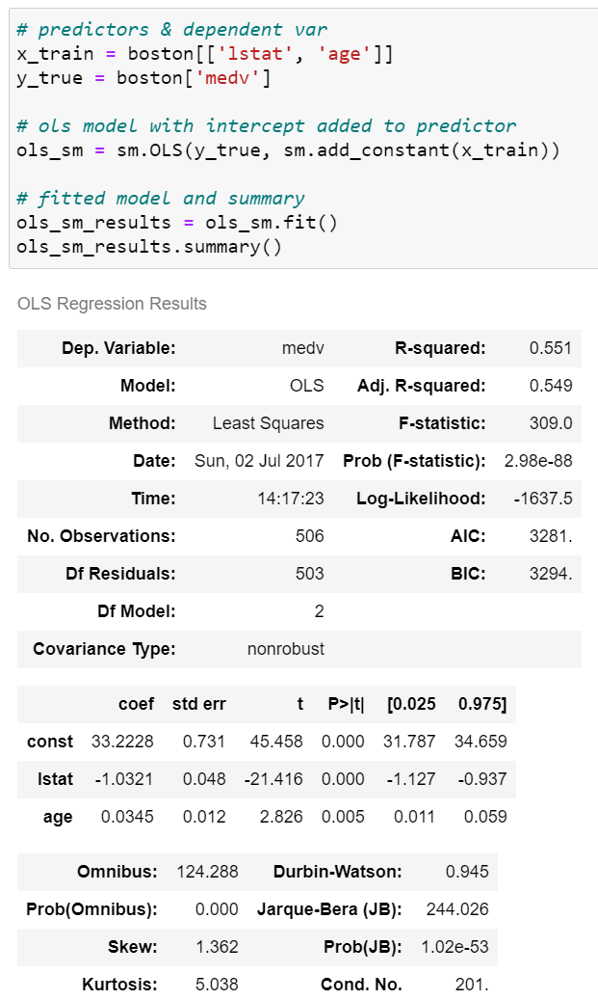 # predictors & dependent var
x_train = boston[['lstat', 'age']]
y_true = boston['medv']
# ols model with intercept added to predictor
ols_sm = sm.OLS(y_true, sm.add_constant(x_train))
# fitted model and summary
ols_sm_results = ols_sm.fit()
ols_sm_results.summary()
OLS Regression Results
Dep. Variable: medv R-squared: 0.551
Model: OLS Adj. R-squared: 0.549
Method: Least Squares F-statistic: 309.0
Date: Sun, 02 Jul 2017 Prob (F-statistic): 2.98e-88
Time: 14:17:23 Log-Likelihood: -1637.5
No. Observations: 506 AIC: 3281.
Df Residuals: 503 BIC: 3294.
Df Model: 2
Covariance Type: nonrobust
coef std err t P>|t| [0.025 0.975]
const 33.2228 0.731 45.458 0.000 31.787 34.659
lstat -1.0321 0.048 -21.416 0.000 -1.127 -0.937
age 0.0345 0.012 2.826 0.005 0.011 0.059
Omnibus: 124.288 Durbin-Watson: 0.945
Prob(Omnibus): 0.000 Jarque-Bera (JB): 244.026
Skew: 1.362 Prob(JB): 1.02e-53
Kurtosis: 5.038 Cond. No. 201.